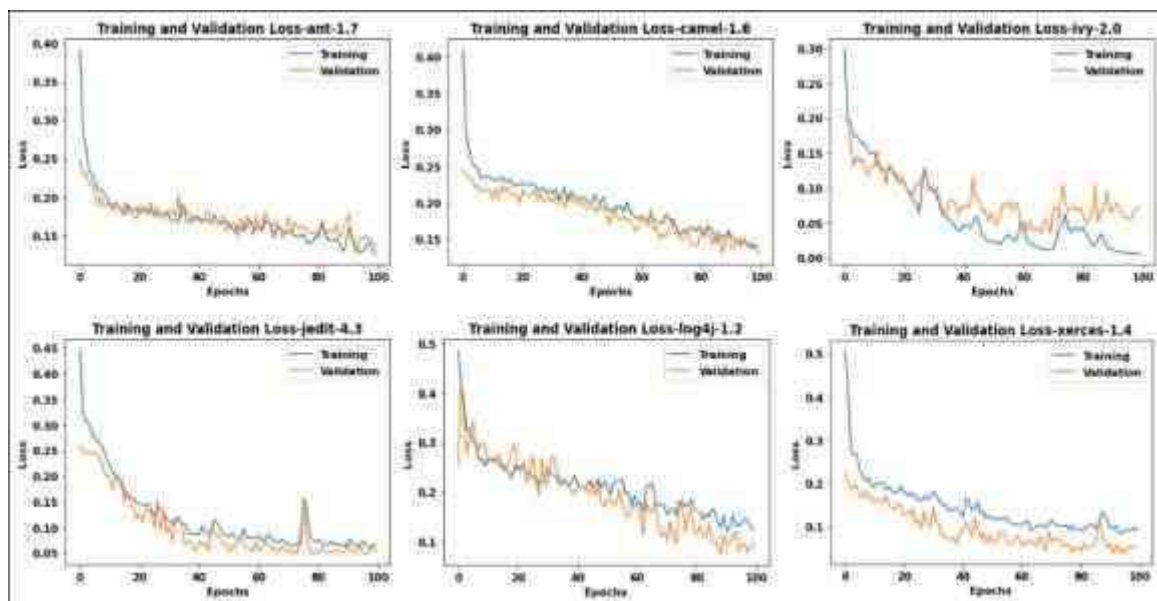 Training and Validation Loss-ant-1.7
0.40
0.35
0.30
0.25
0.20
0.15
Loss
Training
Validation
0 20 40 60 80 100
Epochs
Training and Validation Loss-camel-1.6
0.40
0.35
0.30
0.25
0.20
0.15
Loss
Training
Validation
0 20 40 60 80 100
Epochs
Training and Validation Loss-ivy-2.0
0.30
0.25
0.20
0.15
0.10
0.05
0.00
Loss
Training
Validation
0 20 40 60 80 100
Epochs
Training and Validation Loss-jedit-4.3
0.45
0.40
0.35
0.30
0.25
0.20
0.15
0.10
0.05
Loss
Training
Validation
0 20 40 60 80 100
Epochs
Training and Validation Loss-log4j-1.2
0.5
0.4
0.3
0.2
0.1
Loss
Training
Validation
0 20 40 60 80 100
Epochs
Training and Validation Loss-xerces-1.4
0.5
0.4
0.3
0.2
0.1
Loss
Training
Validation
0 20 40 60 80 100
Epochs